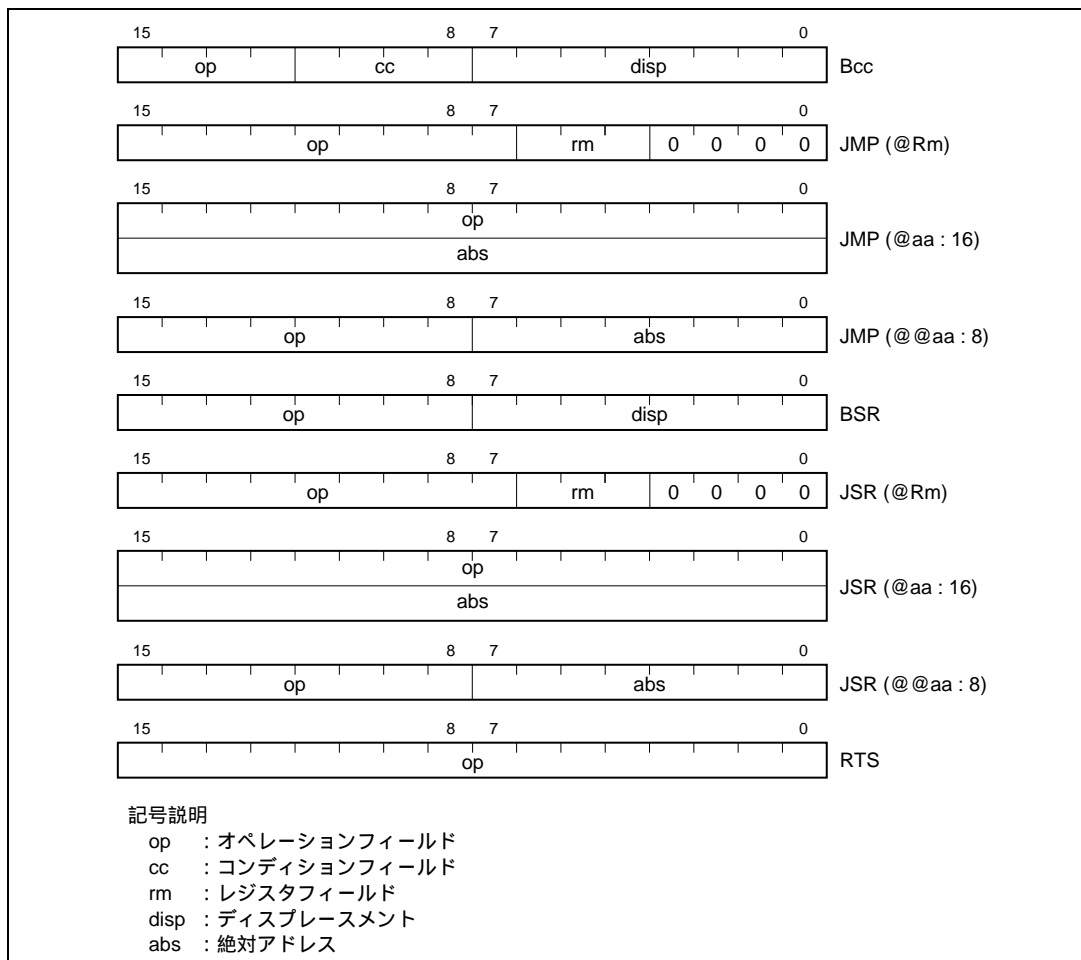 15 8 7 0
op cc disp Bcc
15 8 7 0
op rm 0 0 0 0 JMP (@Rm)
15 8 7 0
op
abs
JMP (@aa : 16)
15 8 7 0
op abs JMP (@@aa : 8)
15 8 7 0
op disp BSR
15 8 7 0
op rm 0 0 0 0 JSR (@Rm)
15 8 7 0
op
abs
JSR (@aa : 16)
15 8 7 0
op abs JSR (@@aa : 8)
15 8 7 0
op RTS
記号説明
op : オペレーションフィールド
cc : コンディションフィールド
rm : レジスタフィールド
disp : ディスプレースメント
abs : 絶対アドレス